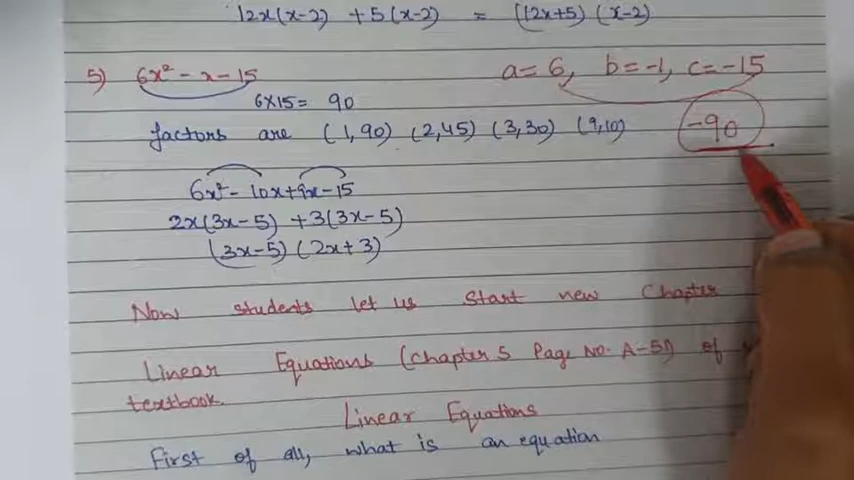 12x(x-2) +5(x-2) = (12x+5) (x-2)
5) 6x² - x - 15 a = 6, b = -1, c = -15
6x15 = 90
factors are (1,90) (2,45) (3,30) (9,10) -90
6x² - 10x+9x - 15
2x(3x-5) +3(3x-5)
(3x-5) (2x+3)
Now students let us start new Chapter
Linear Equations (chapter 5 Page No. A-51) of
textbook.
Linear Equations
First of all, what is an equation